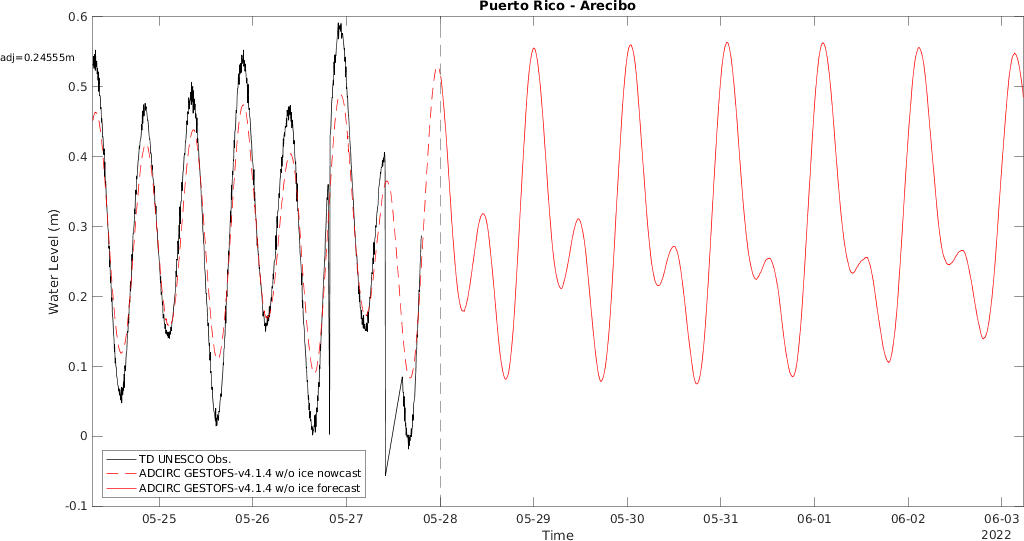 Puerto Rico - Arecibo
adj=0.24555m
0.6
0.5
0.4
0.3
0.2
0.1
0
-0.1
Water Level (m)
TD UNESCO Obs.
ADCIRC GESTOFS-v4.1.4 w/o ice nowcast
ADCIRC GESTOFS-v4.1.4 w/o ice forecast
05-25 05-26 05-27 05-28 05-29 05-30 05-31 06-01 06-02 06-03
2022
Time